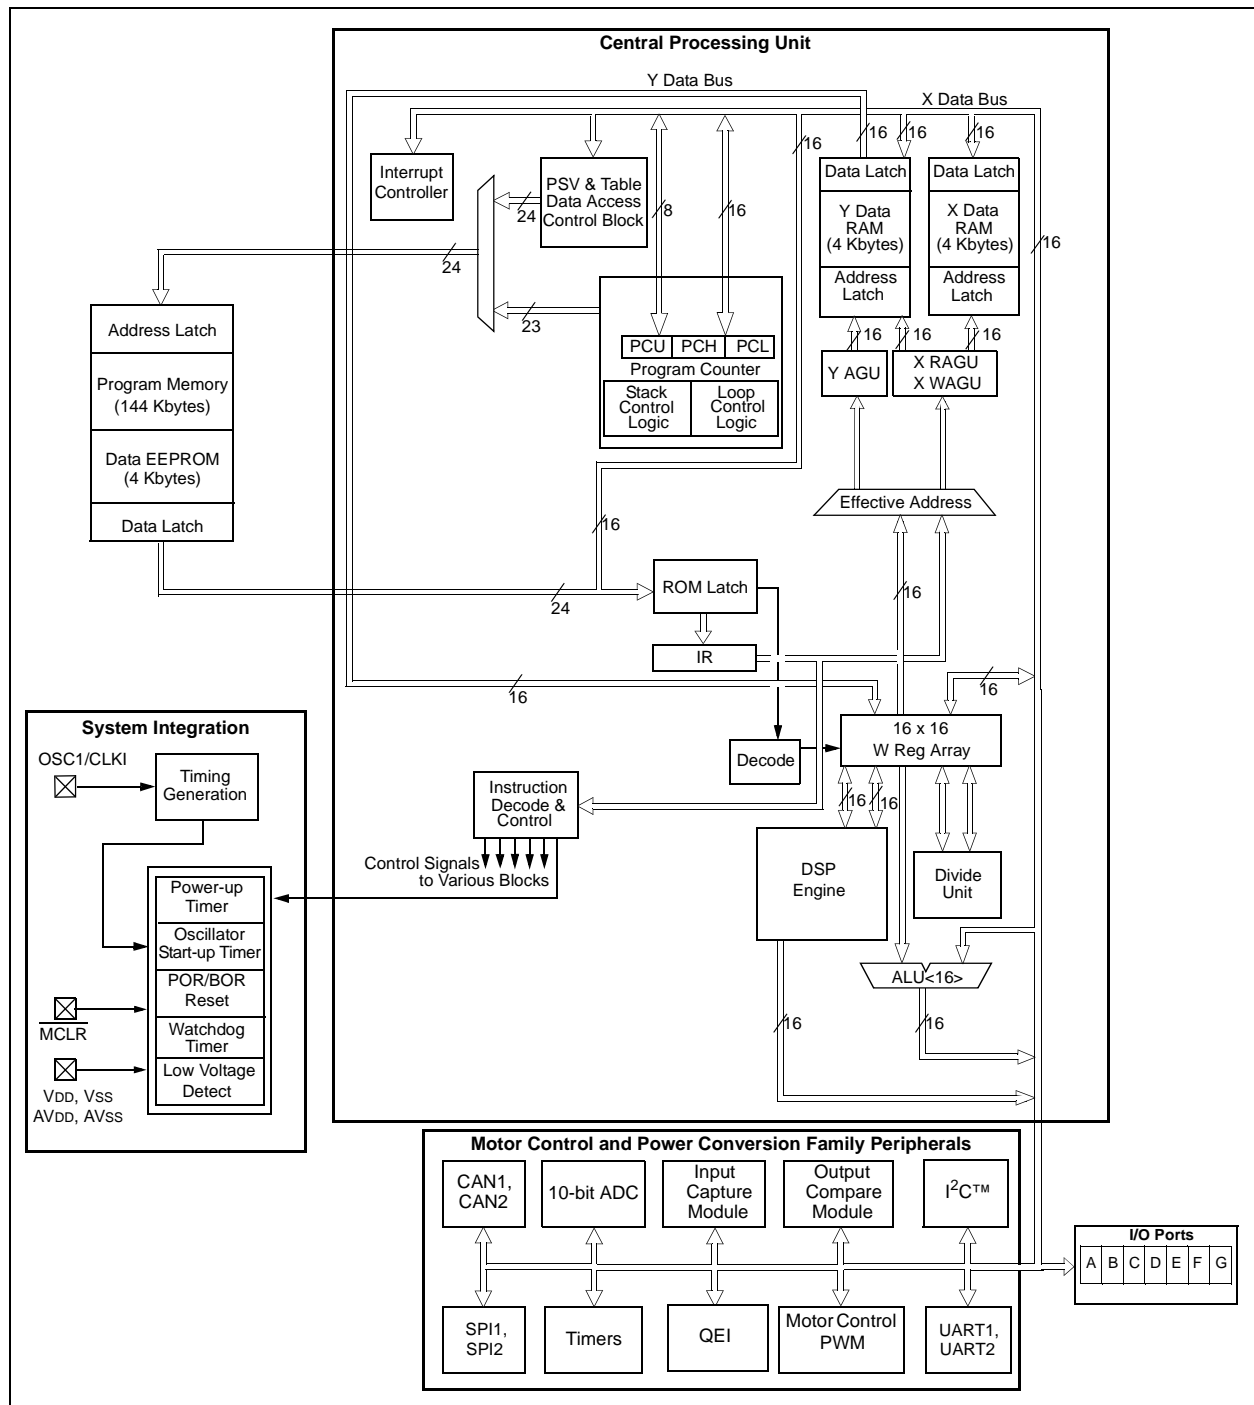 Central Processing Unit
Y Data Bus
X Data Bus
16
16
16
16
Interrupt
Controller
PSV & Table
Data Access
Control Block
24
8
16
Data Latch
Y Data
RAM
(4 Kbytes)
Address
Latch
Data Latch
X Data
RAM
(4 Kbytes)
Address
Latch
16
24
23
Address Latch
Program Memory
(144 Kbytes)
Data EEPROM
(4 Kbytes)
Data Latch
PCU
PCH
PCL
Program Counter
Stack
Control
Logic
Loop
Control
Logic
16
16
16
Y AGU
X RAGU
X WAGU
Effective Address
16
24
ROM Latch
16
IR
16
16
16 x 16
W Reg Array
Decode
System Integration
OSC1/CLKI
Timing
Generation
Instruction
Decode &
Control
16
16
Control Signals
to Various Blocks
DSP
Engine
Divide
Unit
Power-up
Timer
Oscillator
Start-up Timer
POR/BOR
Reset
MCLR
Watchdog
Timer
Low Voltage
Detect
VDD, VSS
AVDD, AVSS
ALU<16>
16
16
Motor Control and Power Conversion Family Peripherals
CAN1,
CAN2
10-bit ADC
Input
Capture
Module
Output
Compare
Module
I2C™
I/O Ports
A B C D E F G
SPI1,
SPI2
Timers
QEI
Motor Control
PWM
UART1,
UART2